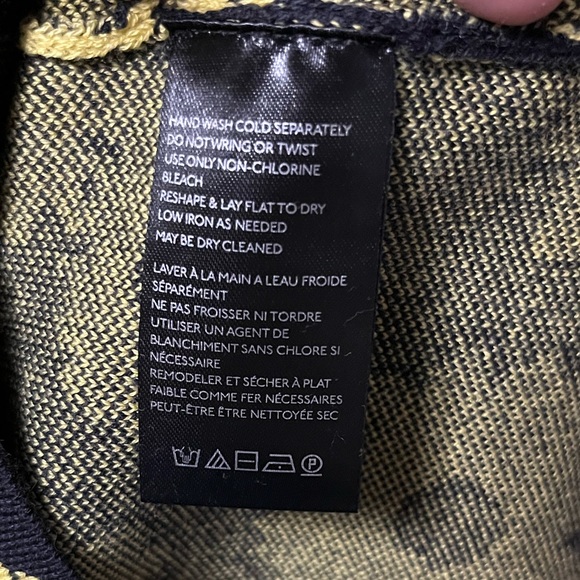 HAND WASH COLD SEPARATELY
DO NOT WRING OR TWIST
USE ONLY NON-CHLORINE
BLEACH
RESHAPE & LAY FLAT TO DRY
LOW IRON AS NEEDED
MAY BE DRY CLEANED
LAVER À LA MAIN A LEAU FROIDE
SÉPARÉMENT
NE PAS FROISSER NI TORDRE
UTILISER UN AGENT DE
BLANCHIMENT SANS CHLORE SI
NÉCESSAIRE
REMODELER ET SÉCHER À PLAT
FAIBLE COMME FER NÉCESSAIRES
PEUT-ÊTRE ÊTRE NETTOYÉE SEC
P